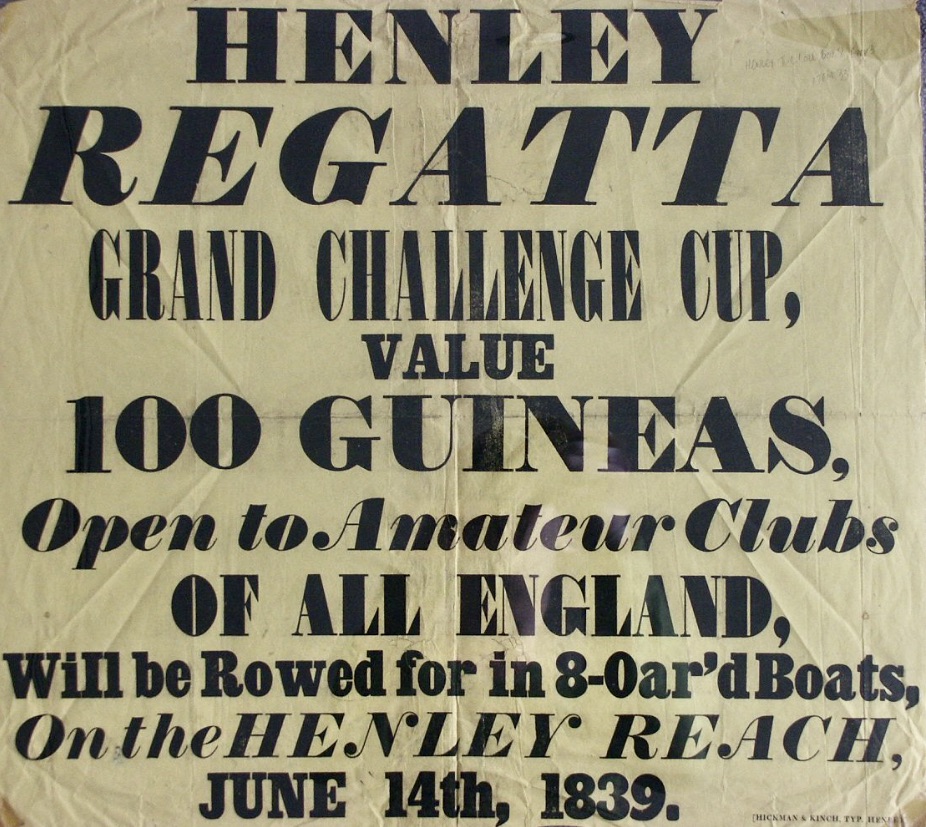 HENLEY
REGATTA
GRAND CHALLENGE CUP,
VALUE
100 GUINEAS,
Open to Amateur Clubs
OF ALL ENGLAND,
Will be Rowed for in 8-Oar'd Boats,
On the HENLEY REACH,
JUNE 14th, 1839.
[HICKMAN & KINCH, TYP. HENLEY